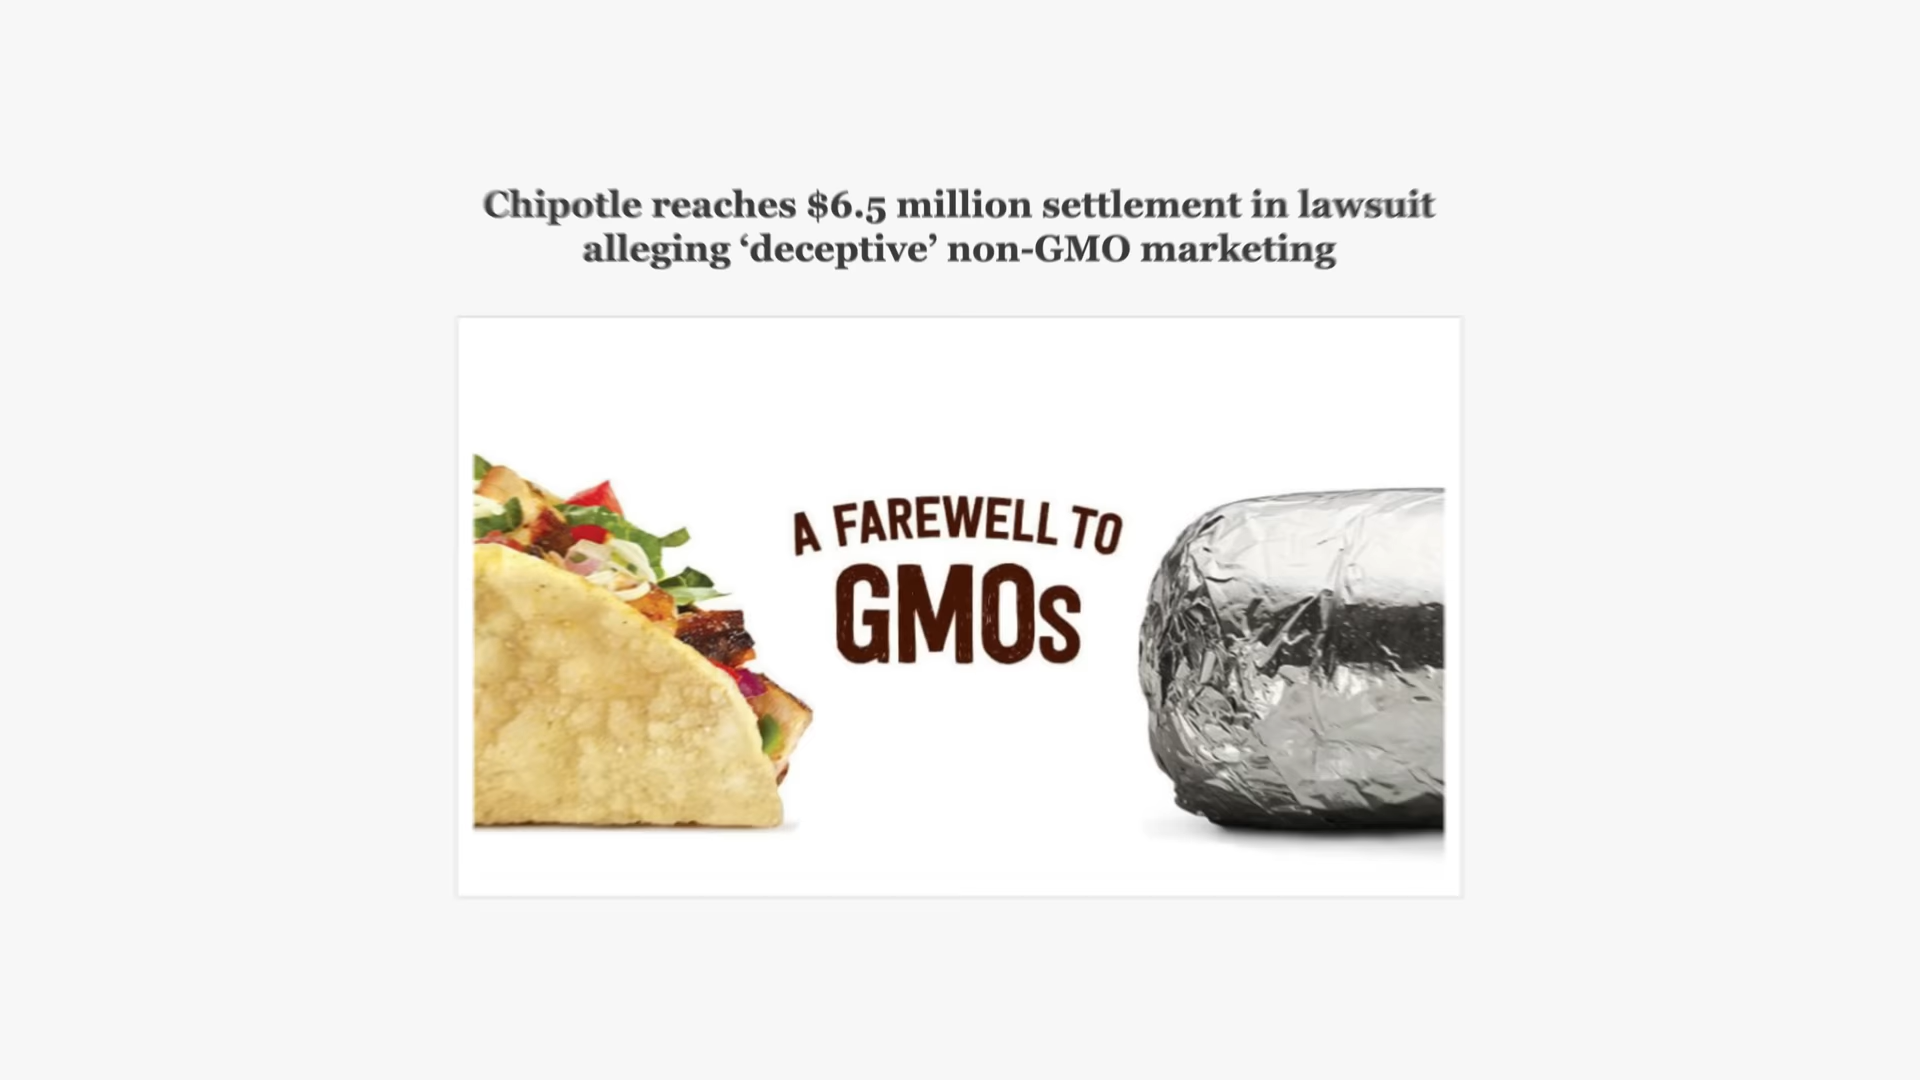 Chipotle reaches $6.5 million settlement in lawsuit
alleging ‘deceptive’ non-GMO marketing
A FAREWELL TO
GMOs